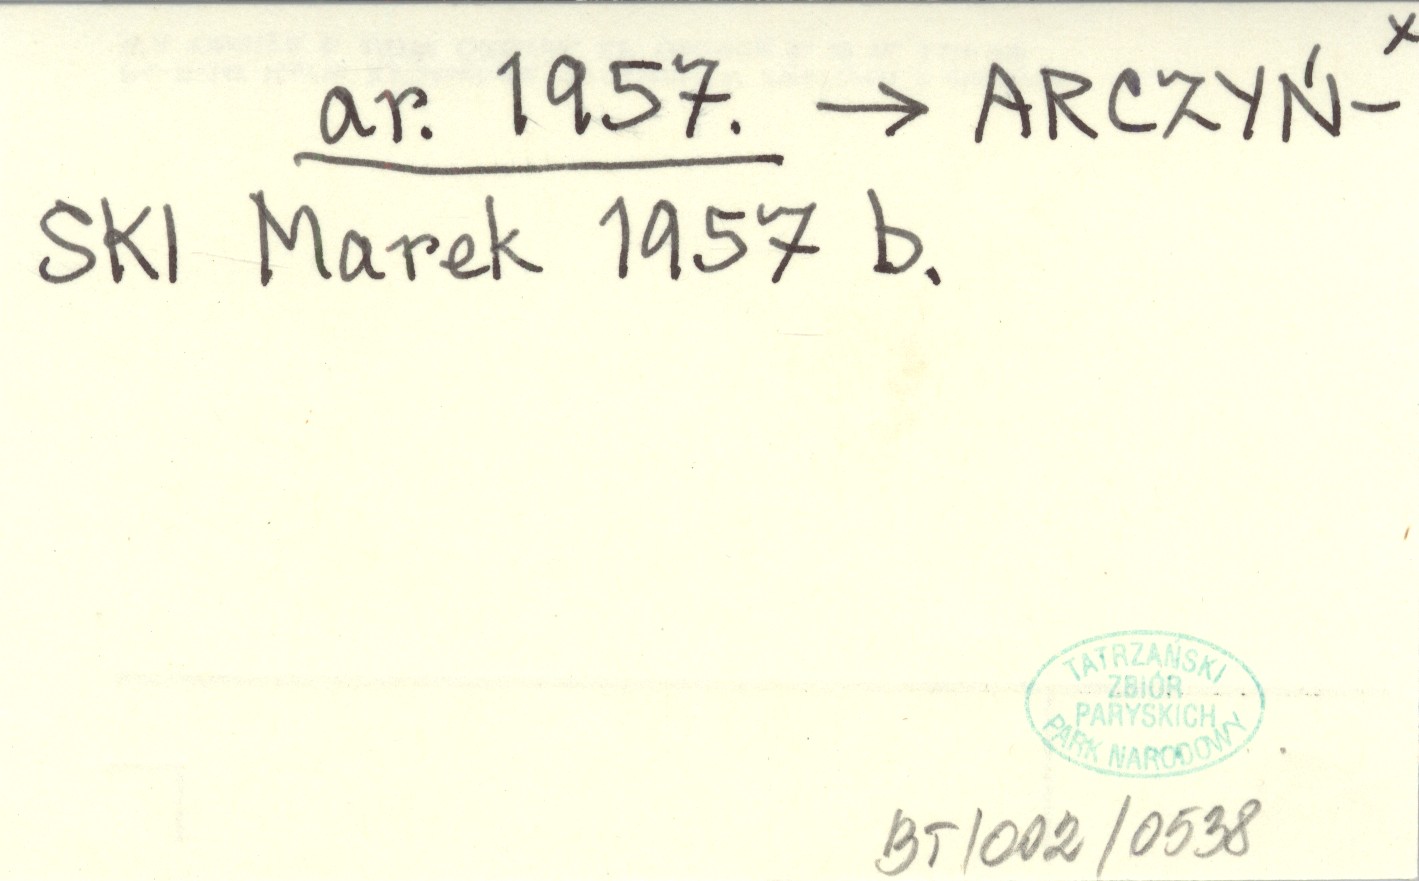 x
ar. 1957. → ARCZYŃ-
SKI Marek 1957 b.
TATRZAŃSKI
ZBIÓR
PARYSKICH
PARK NARODOWY
BT/002/0538